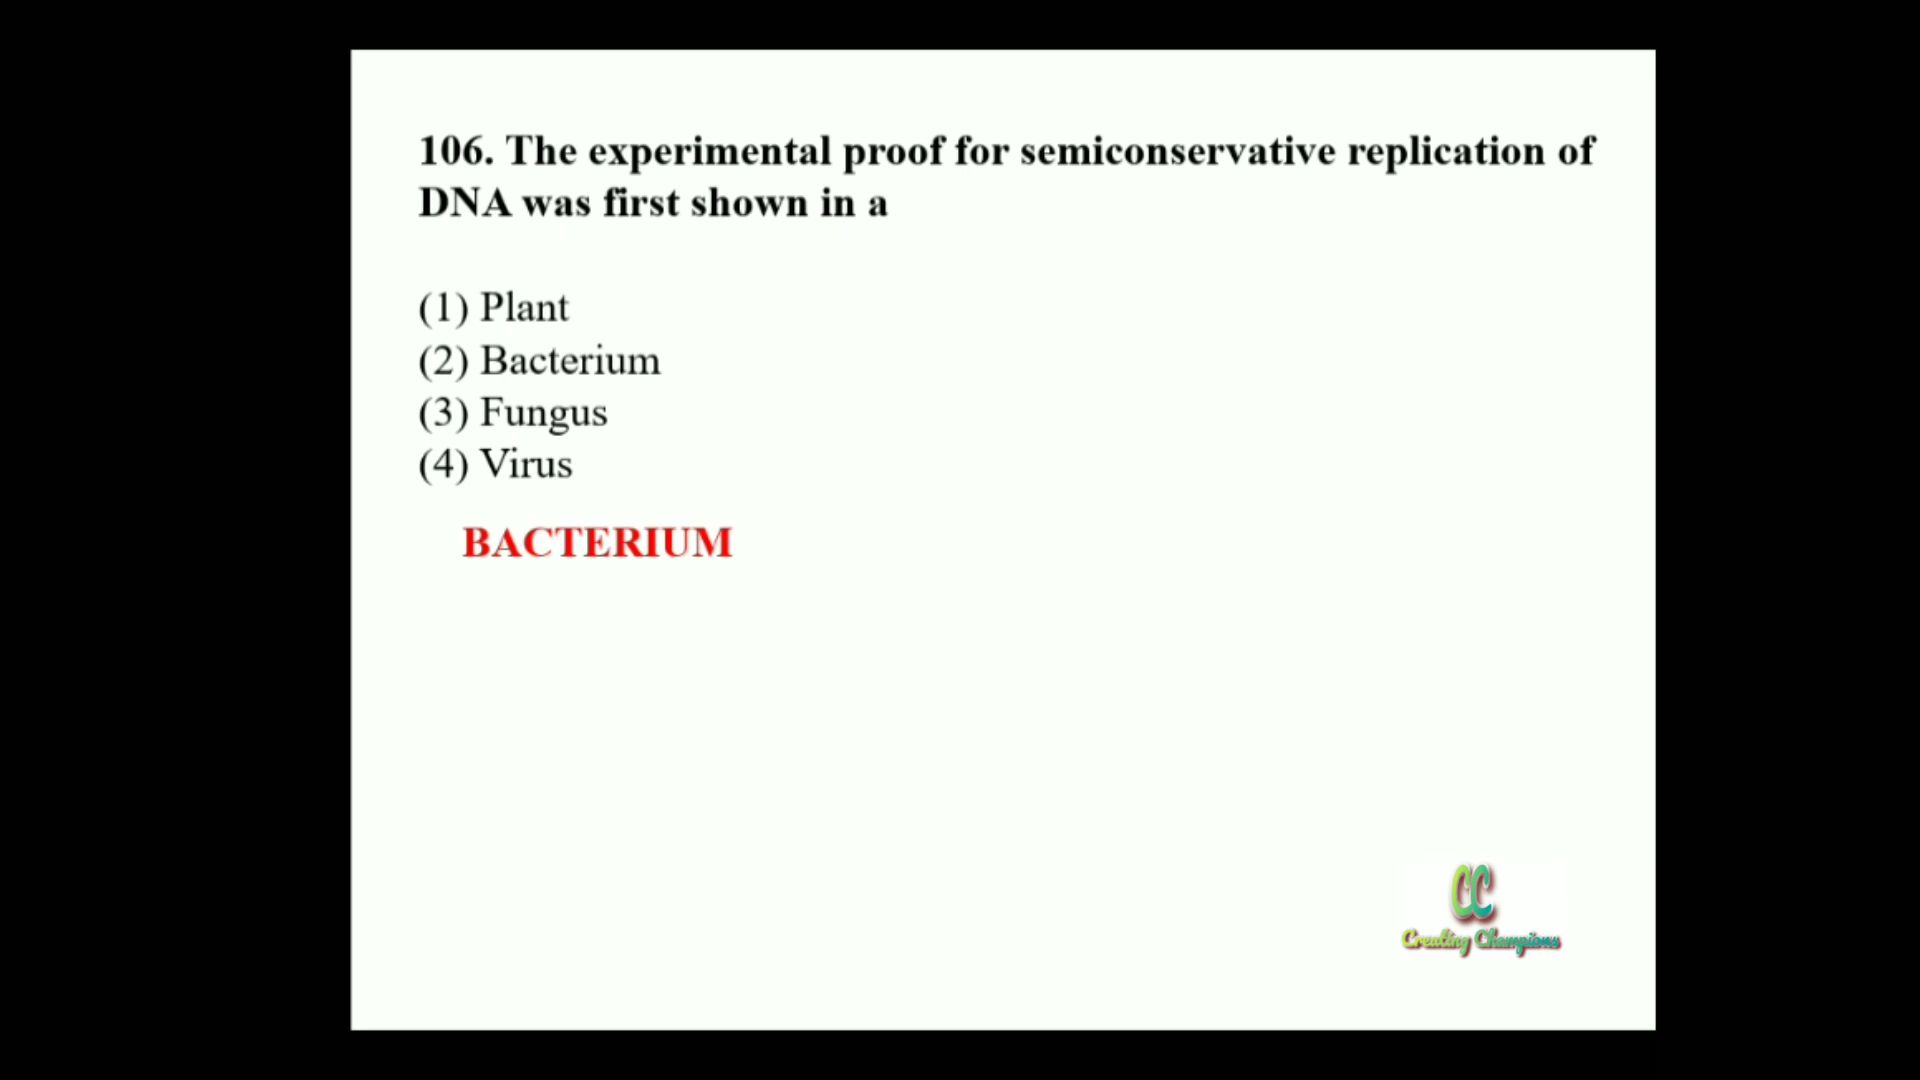 106. The experimental proof for semiconservative replication of
DNA was first shown in a
(1) Plant
(2) Bacterium
(3) Fungus
(4) Virus
BACTERIUM
CC
Creating Champions